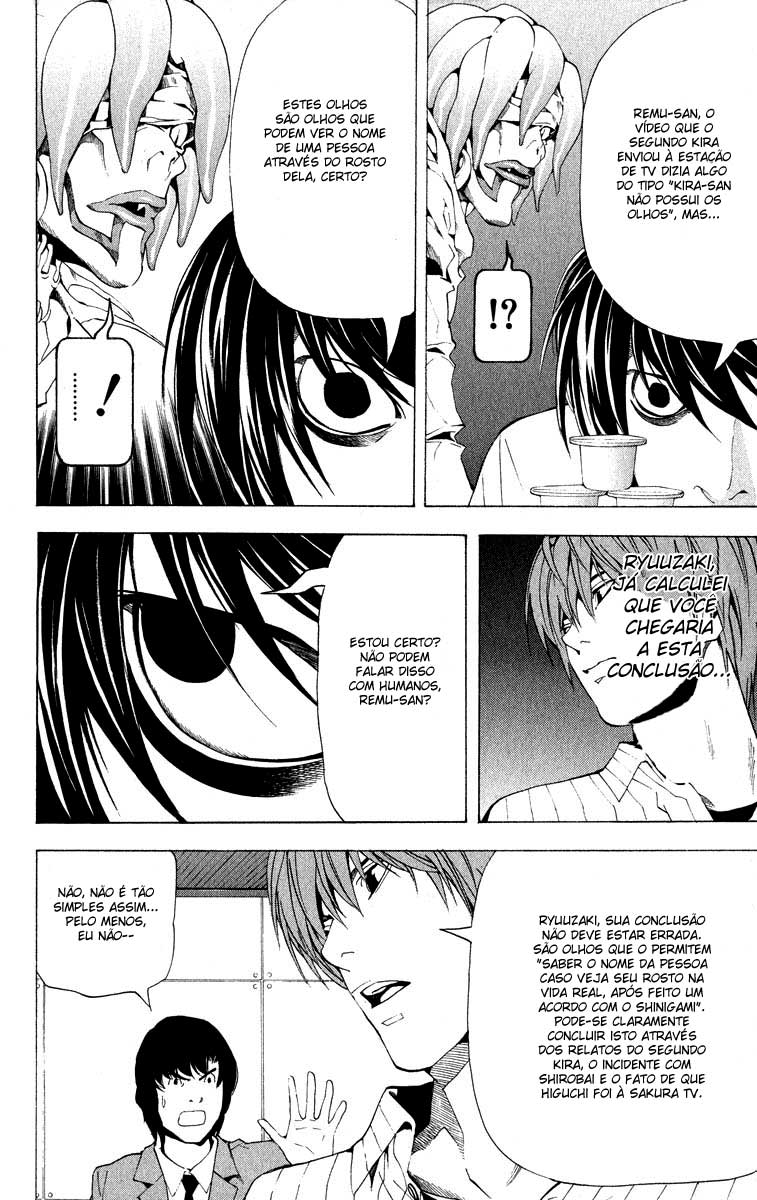 REMU-SAN, O
VÍDEO QUE O
SEGUNDO KIRA
ENVIOU À ESTAÇÃO
DE TV DIZIA ALGO
DO TIPO "KIRA-SAN
NÃO POSSUI OS
OLHOS", MAS...
!?
ESTES OLHOS
SÃO OLHOS QUE
PODEM VER O NOME
DE UMA PESSOA
ATRAVÉS DO ROSTO
DELA, CERTO?
...... !
RYUUZAKI,
JÁ CALCULEI
QUE VOCÊ
CHEGARIA
A ESTA
CONCLUSÃO...
ESTOU CERTO?
NÃO PODEM
FALAR DISSO
COM HUMANOS,
REMU-SAN?
RYUUZAKI, SUA CONCLUSÃO
NÃO DEVE ESTAR ERRADA.
SÃO OLHOS QUE O PERMITEM
"SABER O NOME DA PESSOA
CASO VEJA SEU ROSTO NA
VIDA REAL, APÓS FEITO UM
ACORDO COM O SHINIGAMI".
PODE-SE CLARAMENTE
CONCLUIR ISTO ATRAVÉS
DOS RELATOS DO SEGUNDO
KIRA, O INCIDENTE COM
SHIROBAI E O FATO DE QUE
HIGUCHI FOI À SAKURA TV.
NÃO, NÃO É TÃO
SIMPLES ASSIM...
PELO MENOS,
EU NÃO--